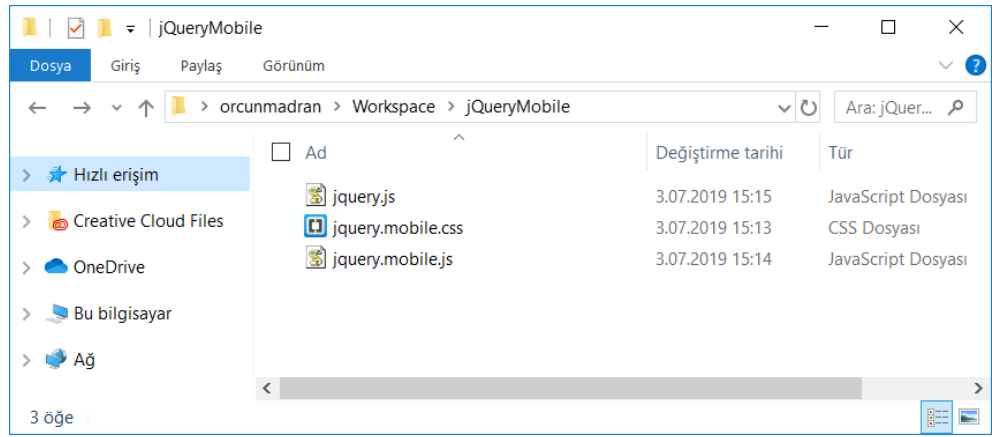 jQueryMobile
Dosya Giriş Paylaş Görünüm
orcunmadran > Workspace > jQueryMobile Ara: jQuer...
Ad Değiştirme tarihi Tür
Hızlı erişim
jquery.js 3.07.2019 15:15 JavaScript Dosyası
Creative Cloud Files
jquery.mobile.css 3.07.2019 15:13 CSS Dosyası
jquery.mobile.js 3.07.2019 15:14 JavaScript Dosyası
OneDrive
Bu bilgisayar
Ağ
3 öğe